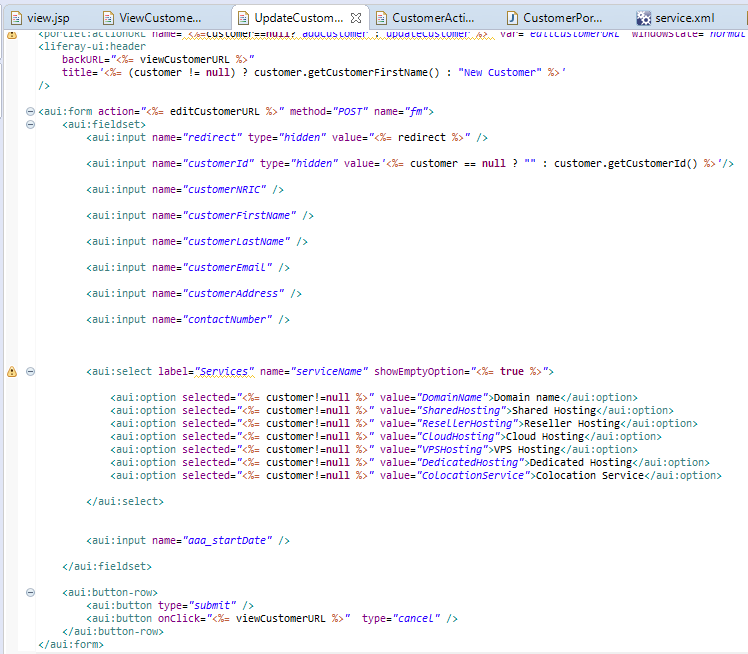 view.jsp ViewCustome... UpdateCustom... CustomerActi... CustomerPor... service.xml
<portlet:actionURL name='<%=customer==null? "addCustomer" : "updateCustomer" %>' var="editCustomerURL" windowState="normal
<liferay-ui:header
backURL="<%= viewCustomerURL %>"
title='<%= (customer != null) ? customer.getCustomerFirstName() : "New Customer" %>'
/>
<aui:form action="<%= editCustomerURL %>" method="POST" name="fm">
<aui:fieldset>
<aui:input name="redirect" type="hidden" value="<%= redirect %>" />
<aui:input name="customerId" type="hidden" value='<%= customer == null ? "" : customer.getCustomerId() %>'/>
<aui:input name="customerNRIC" />
<aui:input name="customerFirstName" />
<aui:input name="customerLastName" />
<aui:input name="customerEmail" />
<aui:input name="customerAddress" />
<aui:input name="contactNumber" />
<aui:select label="Services" name="serviceName" showEmptyOption="<%= true %>">
<aui:option selected="<%= customer!=null %>" value="DomainName">Domain name</aui:option>
<aui:option selected="<%= customer!=null %>" value="SharedHosting">Shared Hosting</aui:option>
<aui:option selected="<%= customer!=null %>" value="ResellerHosting">Reseller Hosting</aui:option>
<aui:option selected="<%= customer!=null %>" value="CloudHosting">Cloud Hosting</aui:option>
<aui:option selected="<%= customer!=null %>" value="VPSHosting">VPS Hosting</aui:option>
<aui:option selected="<%= customer!=null %>" value="DedicatedHosting">Dedicated Hosting</aui:option>
<aui:option selected="<%= customer!=null %>" value="ColocationService">Colocation Service</aui:option>
</aui:select>
<aui:input name="aaa_startDate" />
</aui:fieldset>
<aui:button-row>
<aui:button type="submit" />
<aui:button onClick="<%= viewCustomerURL %>"  type="cancel" />
</aui:button-row>
</aui:form>